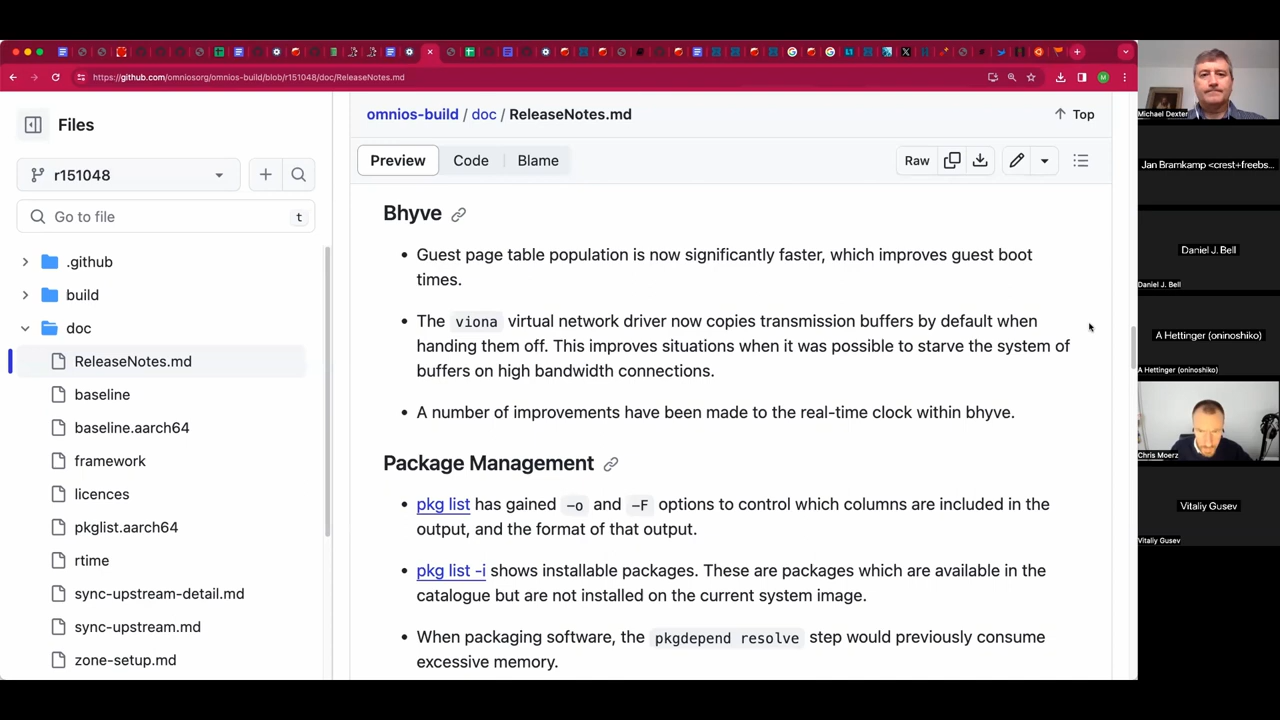 https://github.com/omniosorg/omnios-build/blob/r151048/doc/ReleaseNotes.md
M
Files
r151048
Go to file
t
.github
build
doc
ReleaseNotes.md
baseline
baseline.aarch64
framework
licences
pkglist.aarch64
rtime
sync-upstream-detail.md
sync-upstream.md
zone-setup.md
omnios-build / doc / ReleaseNotes.md
Top
Preview
Code
Blame
Raw
Bhyve
• Guest page table population is now significantly faster, which improves guest boot
times.
• The viona virtual network driver now copies transmission buffers by default when
handing them off. This improves situations when it was possible to starve the system of
buffers on high bandwidth connections.
• A number of improvements have been made to the real-time clock within bhyve.
Package Management
• pkg list has gained -o and -F options to control which columns are included in the
output, and the format of that output.
• pkg list -i shows installable packages. These are packages which are available in the
catalogue but are not installed on the current system image.
• When packaging software, the pkgdepend resolve step would previously consume
excessive memory.
Michael Dexter
Jan Bramkamp <crest+freebs...
Daniel J. Bell
Daniel J. Bell
A Hettinger (oninoshiko)
A Hettinger (oninoshiko)
Chris Moerz
Vitaliy Gusev
Vitaliy Gusev